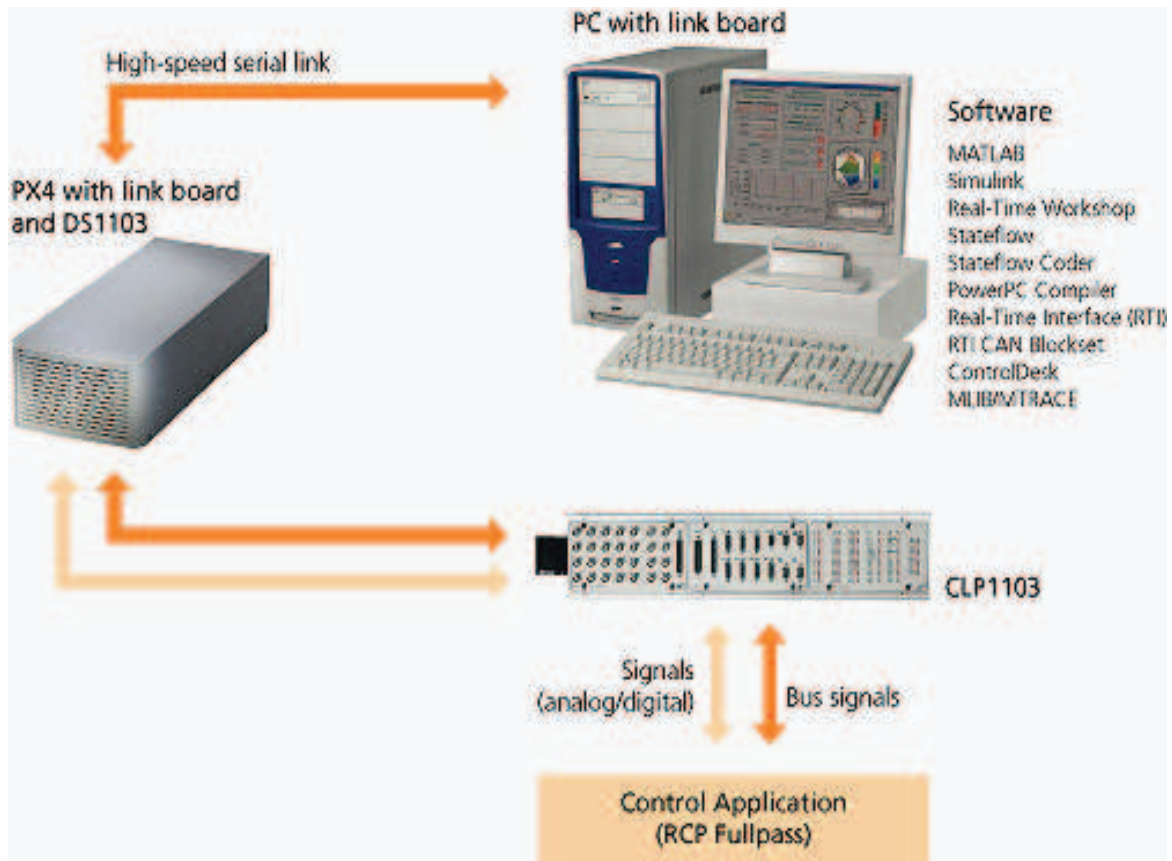 PC with link board
High-speed serial link
Software
MATLAB
Simulink
Real-Time Workshop
Stateflow
Stateflow Coder
PowerPC Compiler
Real-Time Interface (RTI)
RTI CAN Blockset
ControlDesk
MLIB/MTRACE
PX4 with link board
and DS1103
CLP1103
Signals
(analog/digital)
Bus signals
Control Application
(RCP Fullpass)